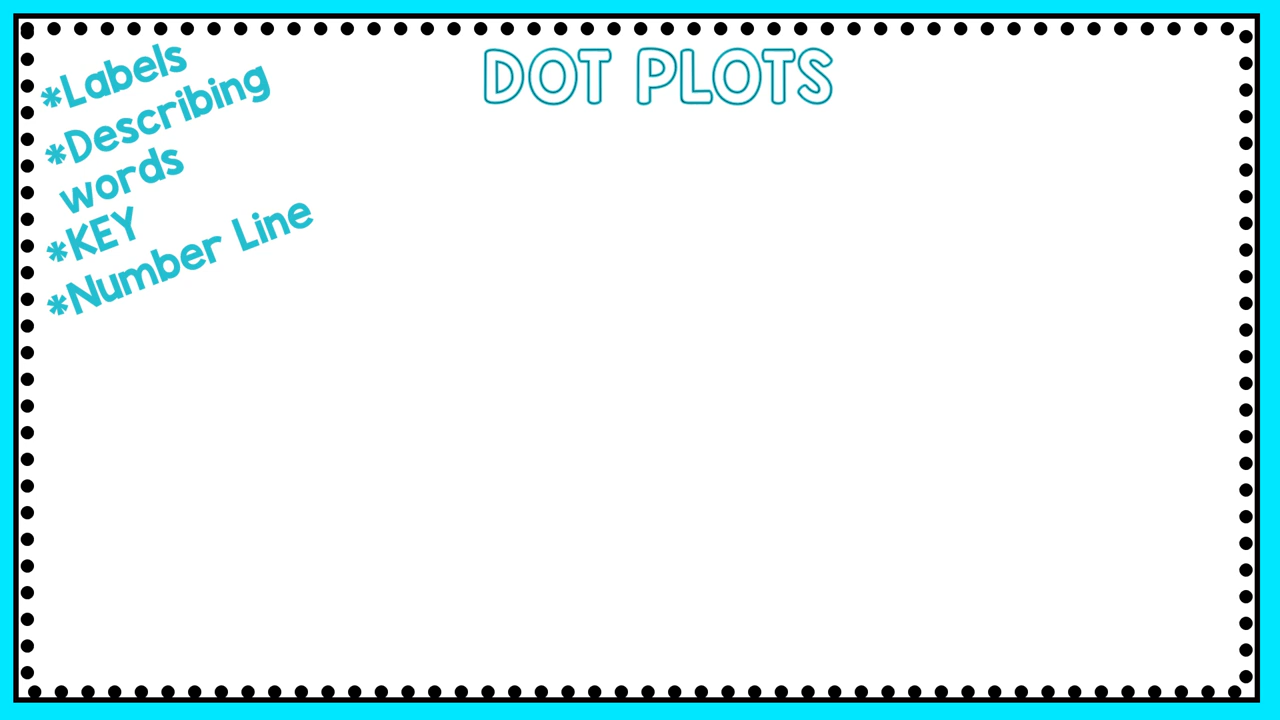 DOT PLOTS
*Labels
*Describing
words
*KEY
*Number Line